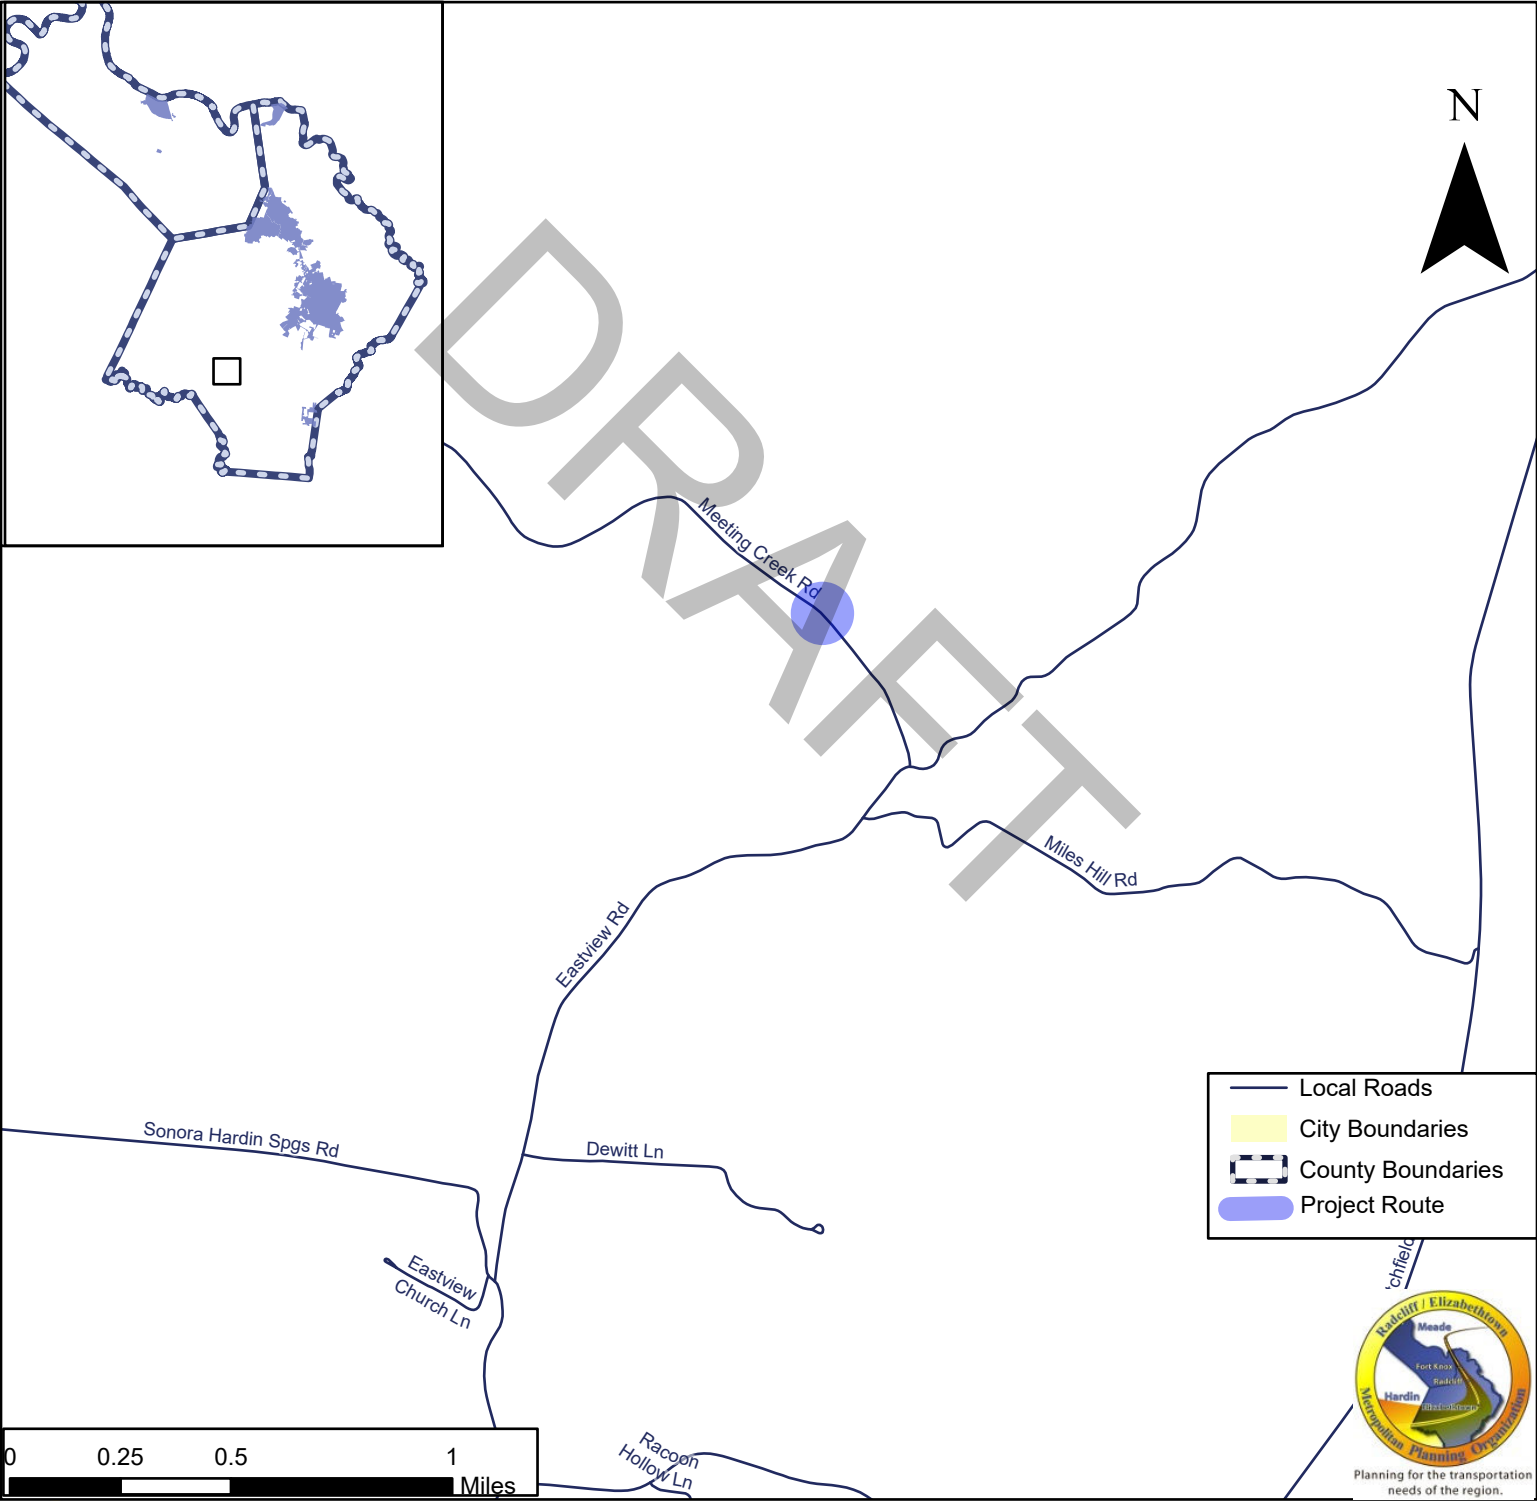 N
DRAFT
Meeting Creek Rd
Miles Hill Rd
Eastview Rd
Sonora Hardin Spgs Rd
Dewitt Ln
Eastview
Church Ln
Racoon
Hollow Ln
Local Roads
City Boundaries
County Boundaries
Project Route
chfield
0 0.25 0.5 1
Miles
Radcliff / Elizabethtown
Meade
Fort Knox
Radcliff
Hardin
Elizabethtown
Metropolitan Planning Organization
Planning for the transportation
needs of the region.